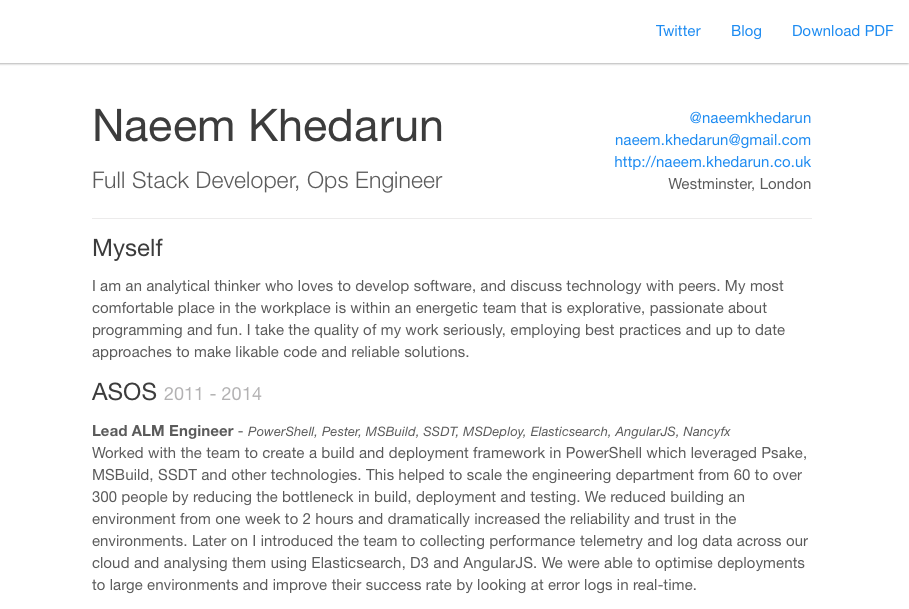 Twitter Blog Download PDF
Naeem Khedarun
Full Stack Developer, Ops Engineer
@naeemkhedarun
naeem.khedarun@gmail.com
http://naeem.khedarun.co.uk
Westminster, London
Myself
I am an analytical thinker who loves to develop software, and discuss technology with peers. My most
comfortable place in the workplace is within an energetic team that is explorative, passionate about
programming and fun. I take the quality of my work seriously, employing best practices and up to date
approaches to make likable code and reliable solutions.
ASOS 2011 - 2014
Lead ALM Engineer - PowerShell, Pester, MSBuild, SSDT, MSDeploy, Elasticsearch, AngularJS, Nancyfx
Worked with the team to create a build and deployment framework in PowerShell which leveraged Psake,
MSBuild, SSDT and other technologies. This helped to scale the engineering department from 60 to over
300 people by reducing the bottleneck in build, deployment and testing. We reduced building an
environment from one week to 2 hours and dramatically increased the reliability and trust in the
environments. Later on I introduced the team to collecting performance telemetry and log data across our
cloud and analysing them using Elasticsearch, D3 and AngularJS. We were able to optimise deployments
to large environments and improve their success rate by looking at error logs in real-time.